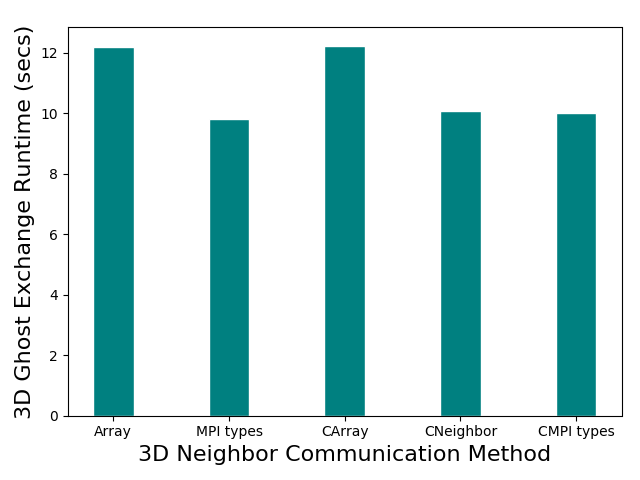 3D Ghost Exchange Runtime (secs)
12
10
8
6
4
2
0
Array MPI types CArray CNeighbor CMPI types
3D Neighbor Communication Method